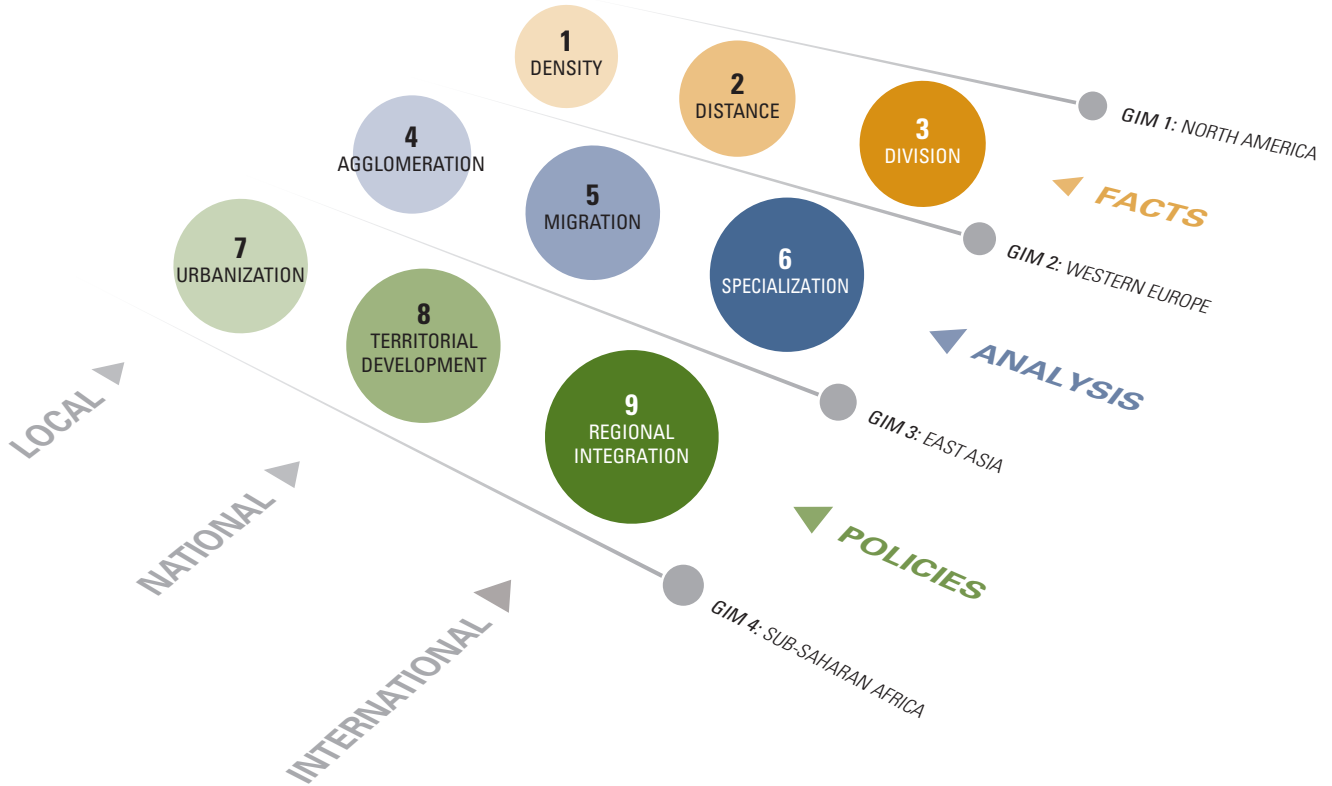 1
DENSITY
2
DISTANCE
3
DIVISION
GIM 1: NORTH AMERICA
FACTS
4
AGGLOMERATION
5
MIGRATION
6
SPECIALIZATION
GIM 2: WESTERN EUROPE
ANALYSIS
7
URBANIZATION
8
TERRITORIAL
DEVELOPMENT
9
REGIONAL
INTEGRATION
GIM 3: EAST ASIA
POLICIES
GIM 4: SUB-SAHARAN AFRICA
LOCAL
NATIONAL
INTERNATIONAL